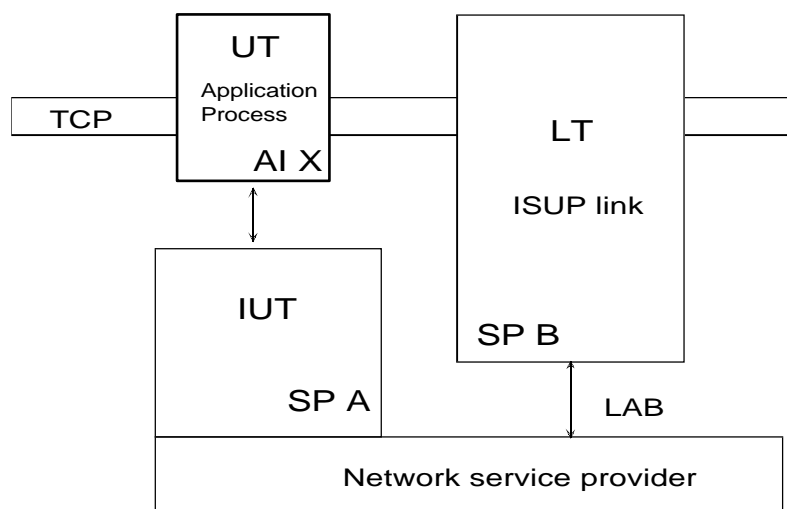 UT
Application
Process
AI X
TCP
LT
ISUP link
SP B
IUT
SP A
LAB
Network service provider